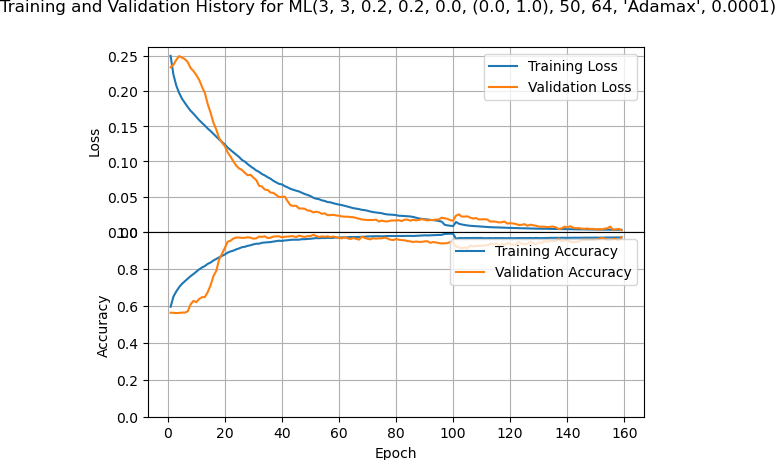 Training and Validation History for ML(3, 3, 0.2, 0.2, 0.0, (0.0, 1.0), 50, 64, 'Adamax', 0.0001)
0.25
0.20
0.15
0.10
0.05
0.00
Loss
Training Loss
Validation Loss
1.0
0.8
0.6
0.4
0.2
0.0
Accuracy
Training Accuracy
Validation Accuracy
0 20 40 60 80 100 120 140 160
Epoch